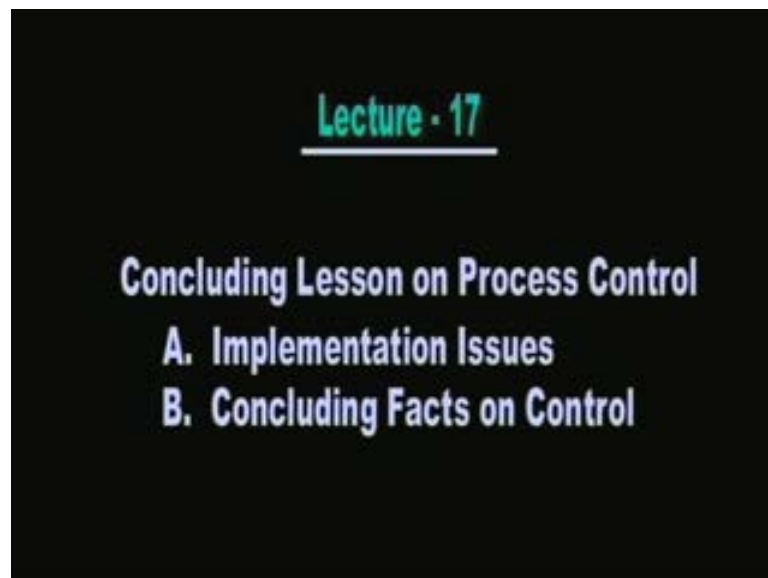 Lecture - 17
Concluding Lesson on Process Control
A. Implementation Issues
B. Concluding Facts on Control